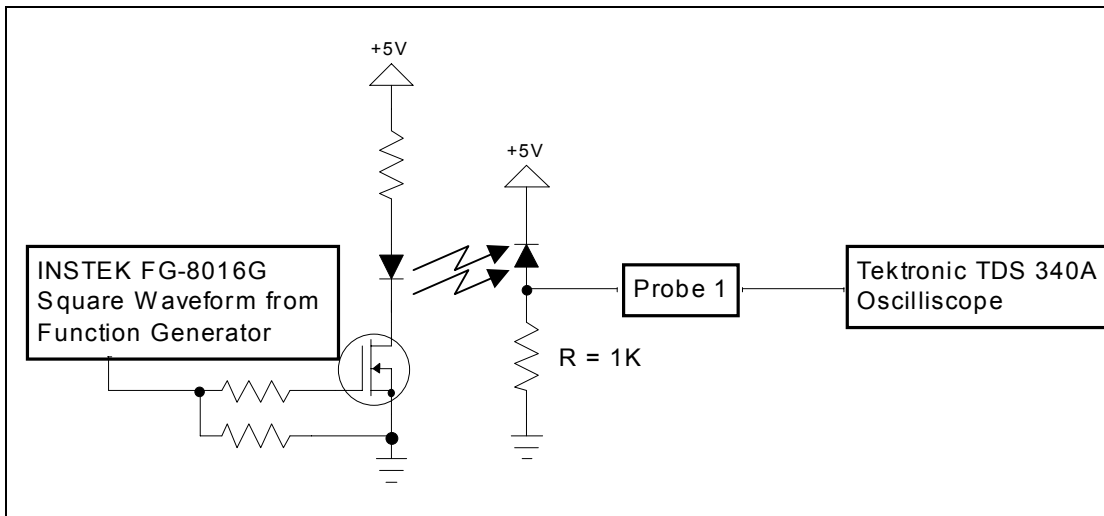 +5V
+5V
INSTEK FG-8016G
Square Waveform from
Function Generator
Probe 1
Tektronic TDS 340A
Oscilliscope
R = 1K